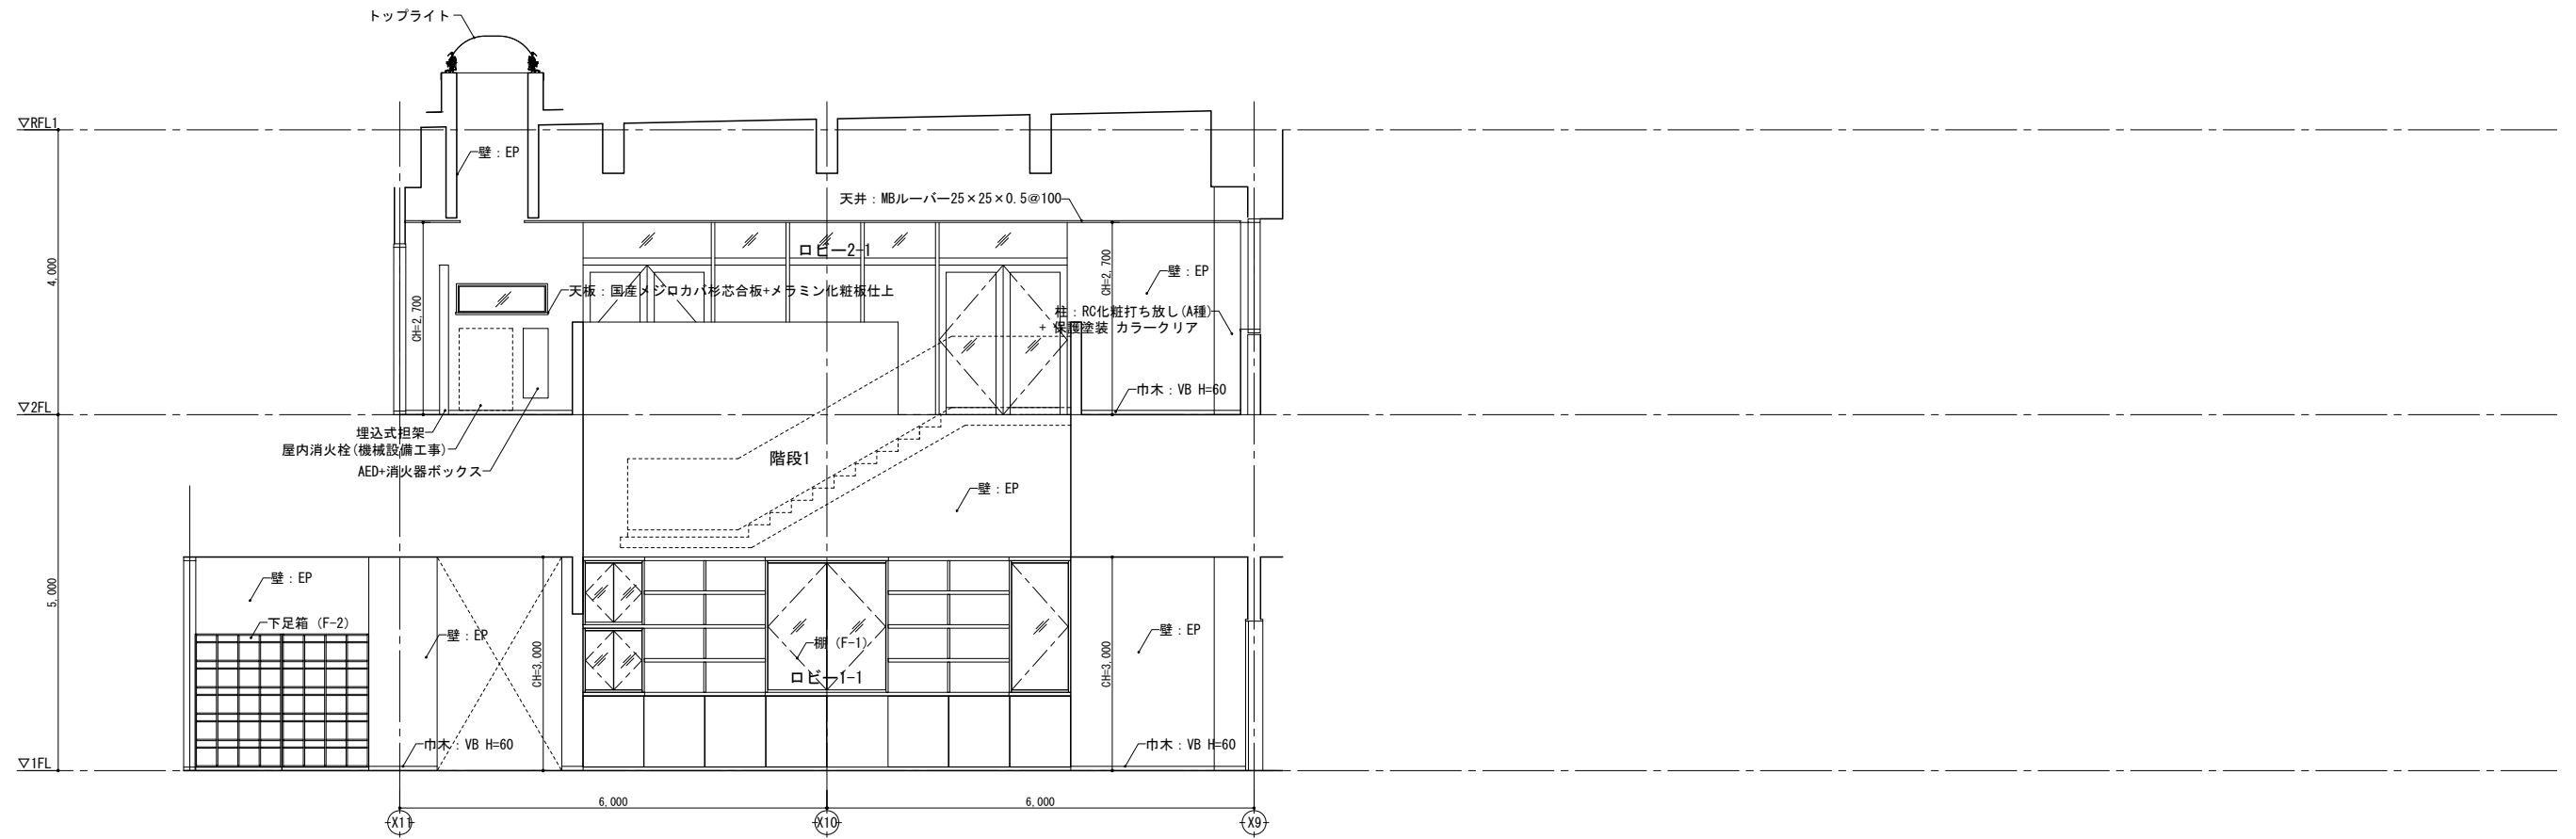 トップライト
▽RFL1
壁：EP
天井：MBルーバー25×25×0.5@100
4,000
CH=2,700
ロビー2-1
CH=2,700
壁：EP
天板：国産メジロカバ杉芯合板+メラミン化粧板仕上
柱：RC化粧打ち放し(A種)
+ 保護塗装 カラークリア
巾木：VB H=60
▽2FL
埋込式担架
屋内消火栓(機械設備工事)
AED+消火器ボックス
階段1
壁：EP
5,000
壁：EP
下足箱（F-2）
壁：EP
CH=3,000
棚（F-1）
ロビー1-1
CH=3,000
壁：EP
巾木：VB H=60
巾木：VB H=60
▽1FL
6,000
6,000
X11
X10
X9